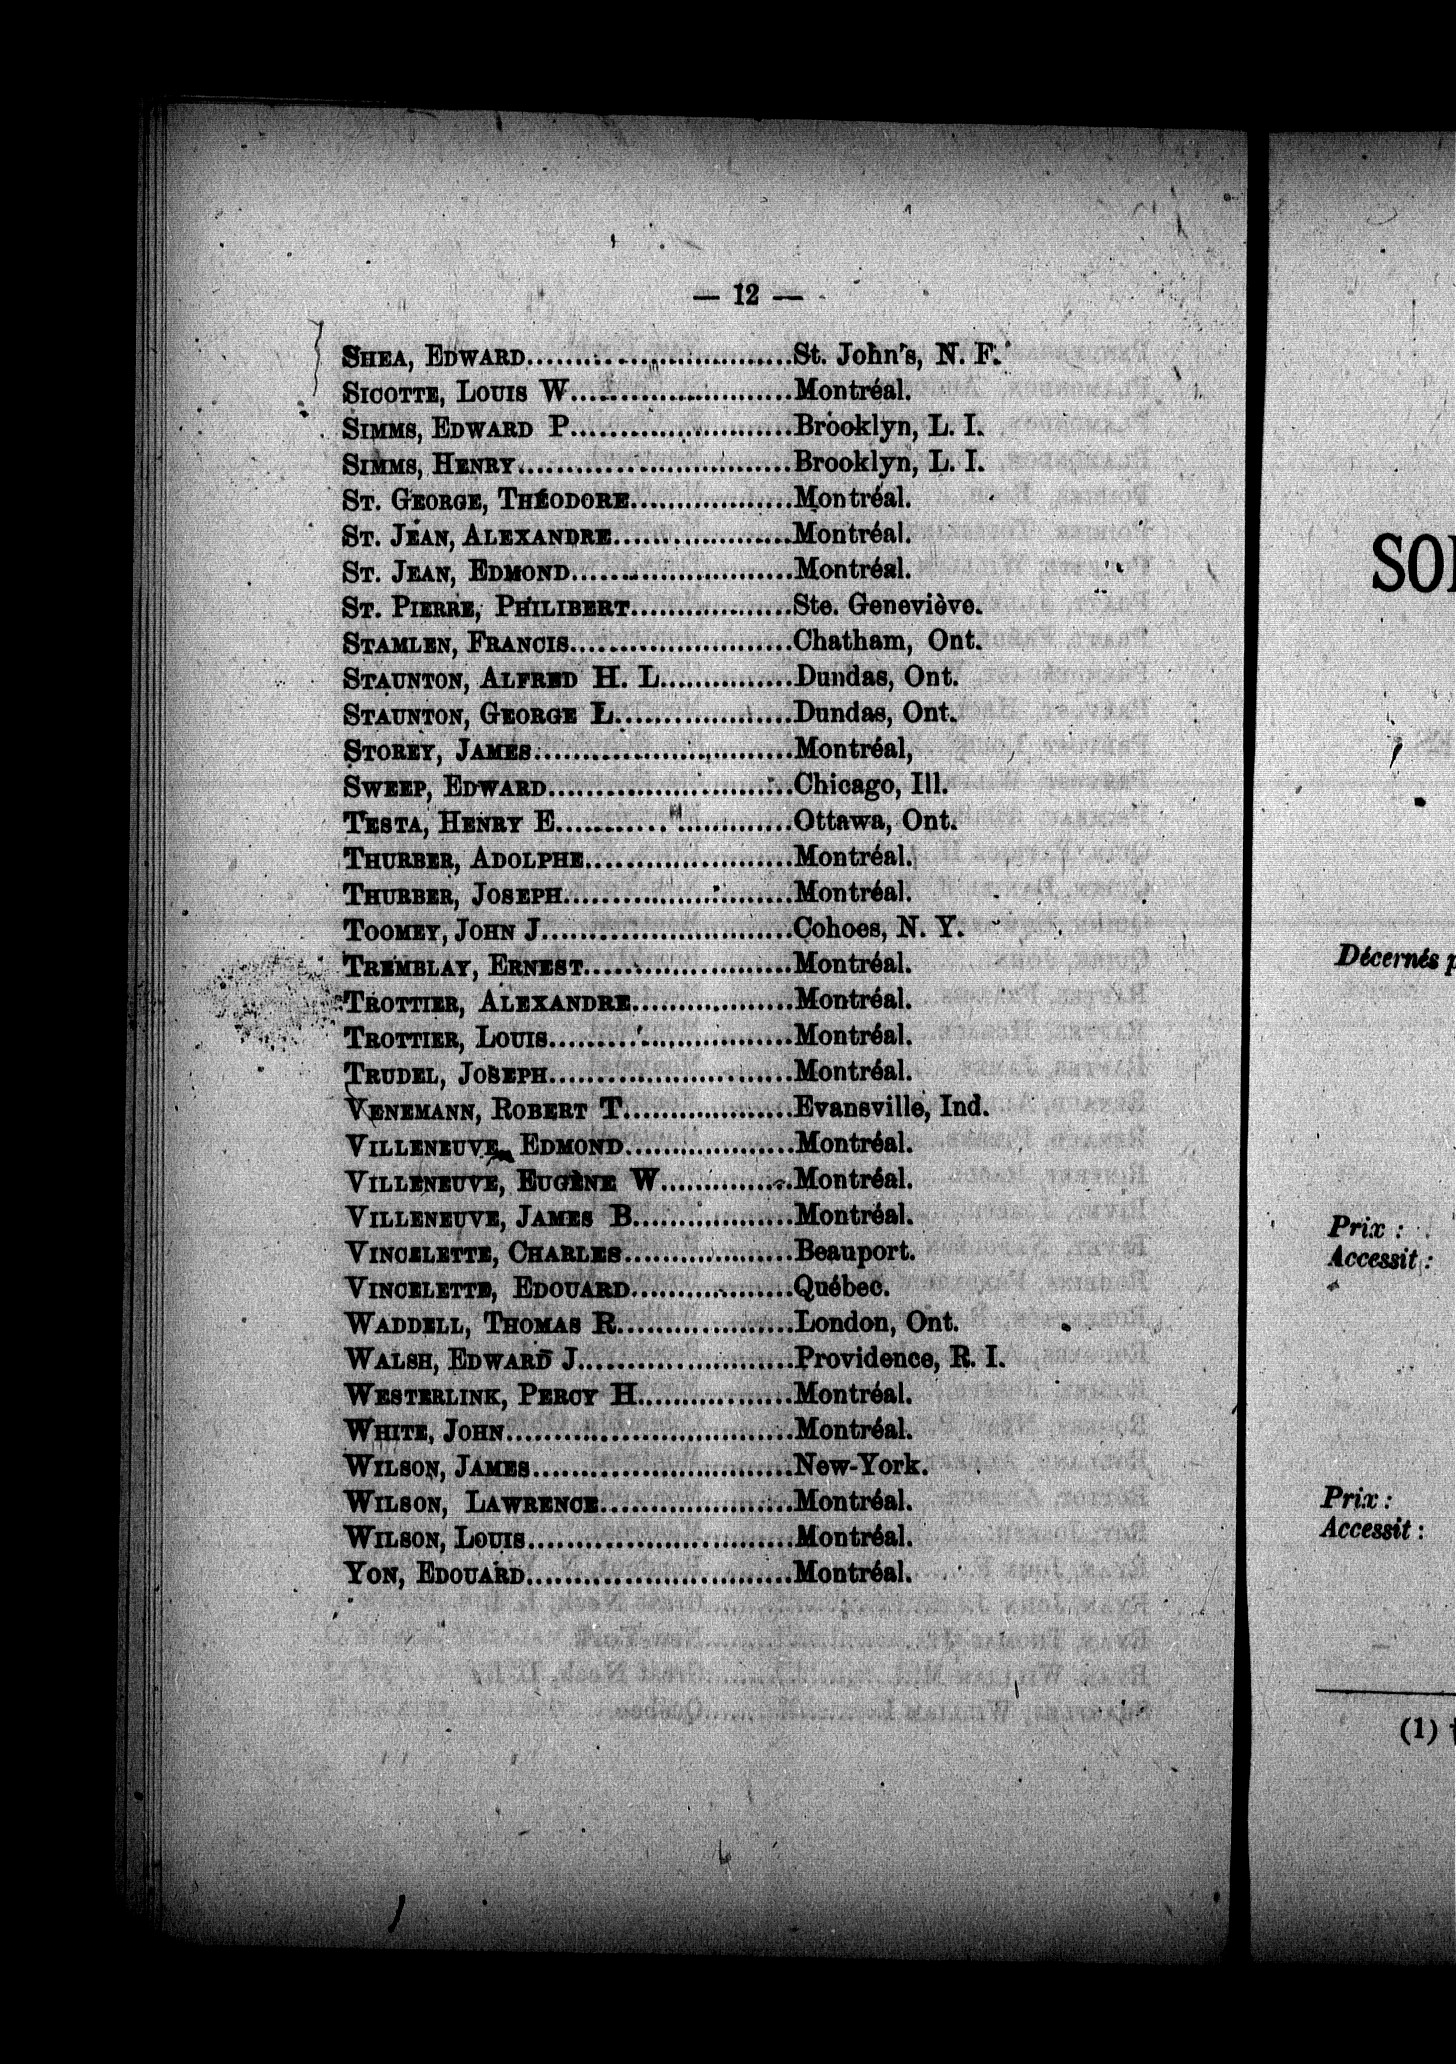 — 12 —
SHEA, EDWARD..............................St. John's, N. F.
SICOTTE, LOUIS W.........................Montréal.
SIMMS, EDWARD P.........................Brooklyn, L. I.
SIMMS, HENRY..............................Brooklyn, L. I.
ST. GEORGE, THÉODORE.................Montréal.
ST. JEAN, ALEXANDRE....................Montréal.
ST. JEAN, EDMOND.........................Montréal.
ST. PIERRE, PHILIBERT..................Ste. Geneviève.
STAMLEN, FRANCIS.........................Chatham, Ont.
STAUNTON, ALFRED H. L...............Dundas, Ont.
STAUNTON, GEORGE L....................Dundas, Ont.
STOREY, JAMES.............................Montréal,
SWEEP, EDWARD...........................Chicago, Ill.
TESTA, HENRY E...........................Ottawa, Ont.
THURBER, ADOLPHE.......................Montréal.
THURBER, JOSEPH.........................Montréal.
TOOMEY, JOHN J............................Cohoes, N. Y.
TREMBLAY, ERNEST.......................Montréal.
TROTTIER, ALEXANDRE..................Montréal.
TROTTIER, LOUIS...........................Montréal.
TRUDEL, JOSEPH...........................Montréal.
VENEMANN, ROBERT T...................Evansville, Ind.
VILLENEUVE, EDMOND...................Montréal.
VILLENEUVE, EUGÈNE W...............Montréal.
VILLENEUVE, JAMES B..................Montréal.
VINCELETTE, CHARLES...................Beauport.
VINCELETTE, EDOUARD..................Québec.
WADDELL, THOMAS R....................London, Ont.
WALSH, EDWARD J........................Providence, R. I.
WESTERLINK, PERCY H.................Montréal.
WHITE, JOHN................................Montréal.
WILSON, JAMES.............................New-York.
WILSON, LAWRENCE......................Montréal.
WILSON, LOUIS..............................Montréal.
YON, EDOUARD..............................Montréal.
Décernés
Prix :
Accessit :
Prix :
Accessit :
(1)